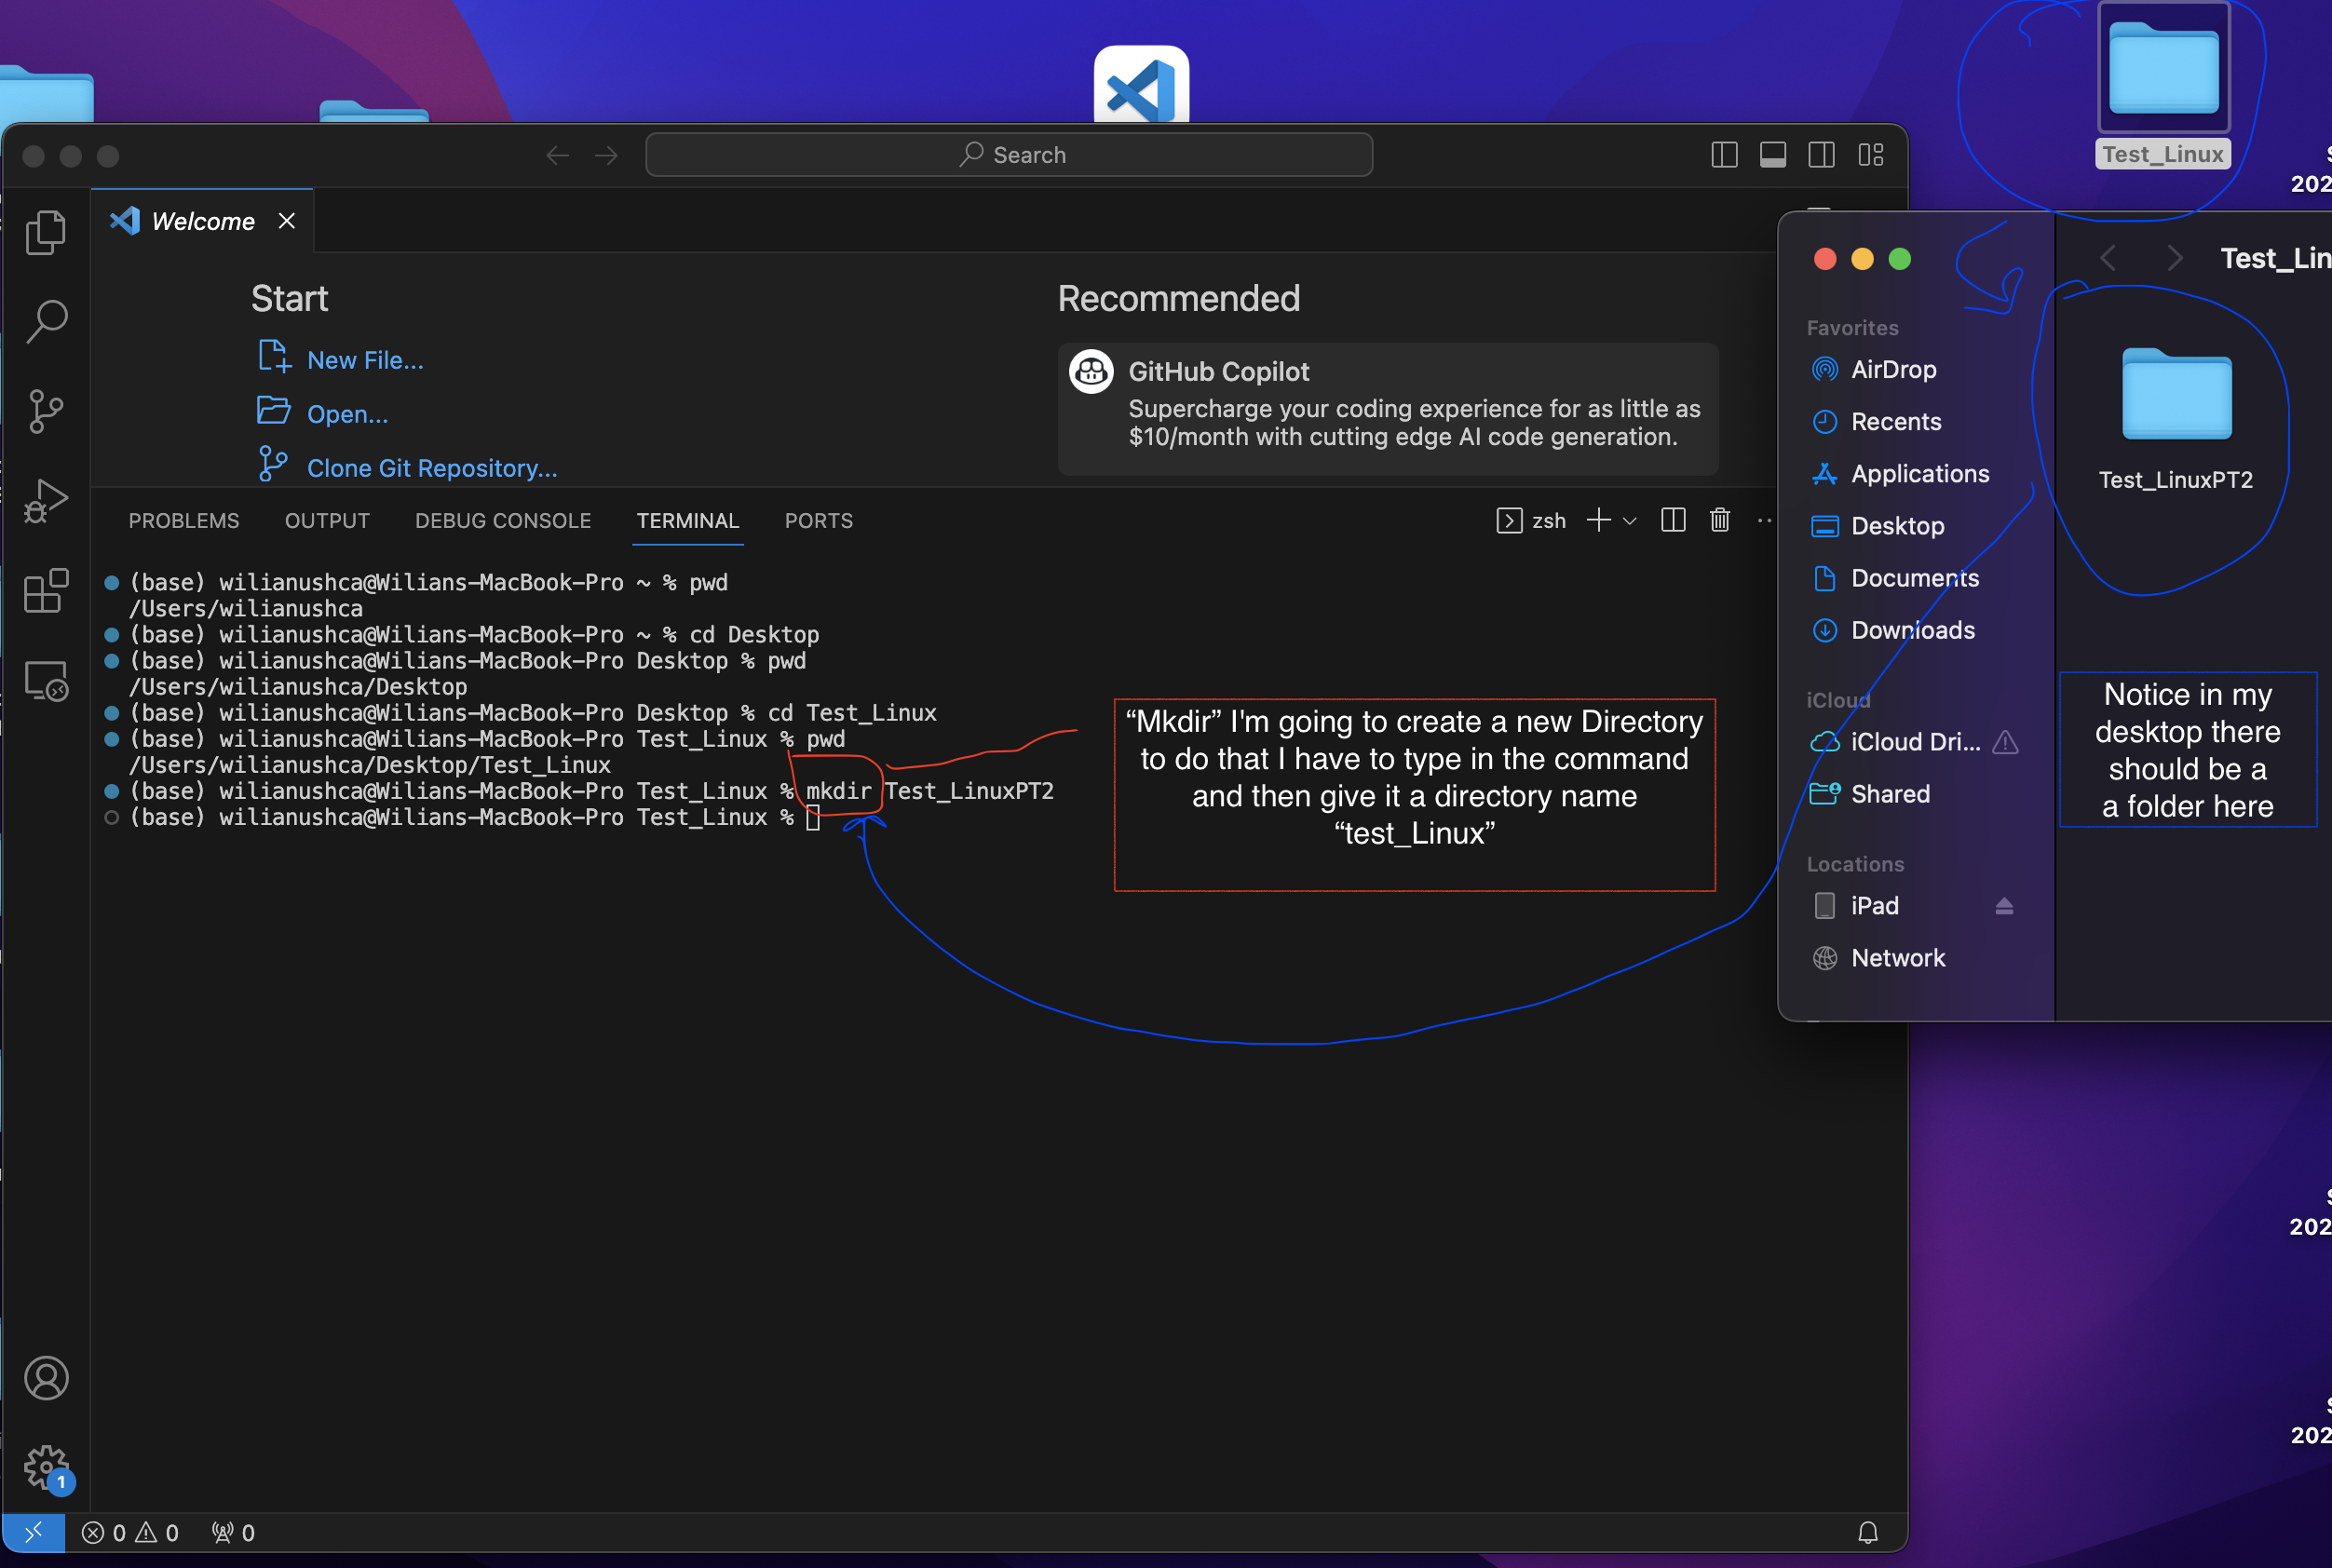 Test_Linux
202
Search
Welcome
Start
New File...
Open...
Clone Git Repository...
Recommended
GitHub Copilot
Supercharge your coding experience for as little as
$10/month with cutting edge AI code generation.
PROBLEMS OUTPUT DEBUG CONSOLE TERMINAL PORTS
zsh
(base) wilianushca@Wilians-MacBook-Pro ~ % pwd
/Users/wilianushca
(base) wilianushca@Wilians-MacBook-Pro ~ % cd Desktop
(base) wilianushca@Wilians-MacBook-Pro Desktop % pwd
/Users/wilianushca/Desktop
(base) wilianushca@Wilians-MacBook-Pro Desktop % cd Test_Linux
(base) wilianushca@Wilians-MacBook-Pro Test_Linux % pwd
/Users/wilianushca/Desktop/Test_Linux
(base) wilianushca@Wilians-MacBook-Pro Test_Linux % mkdir Test_LinuxPT2
(base) wilianushca@Wilians-MacBook-Pro Test_Linux %
“Mkdir” I'm going to create a new Directory
to do that I have to type in the command
and then give it a directory name
“test_Linux”
Test_Lin
Favorites
AirDrop
Recents
Applications
Desktop
Documents
Downloads
iCloud
iCloud Dri...
Shared
Locations
iPad
Network
Test_LinuxPT2
Notice in my
desktop there
should be a
a folder here
202
202
1
0 0 0